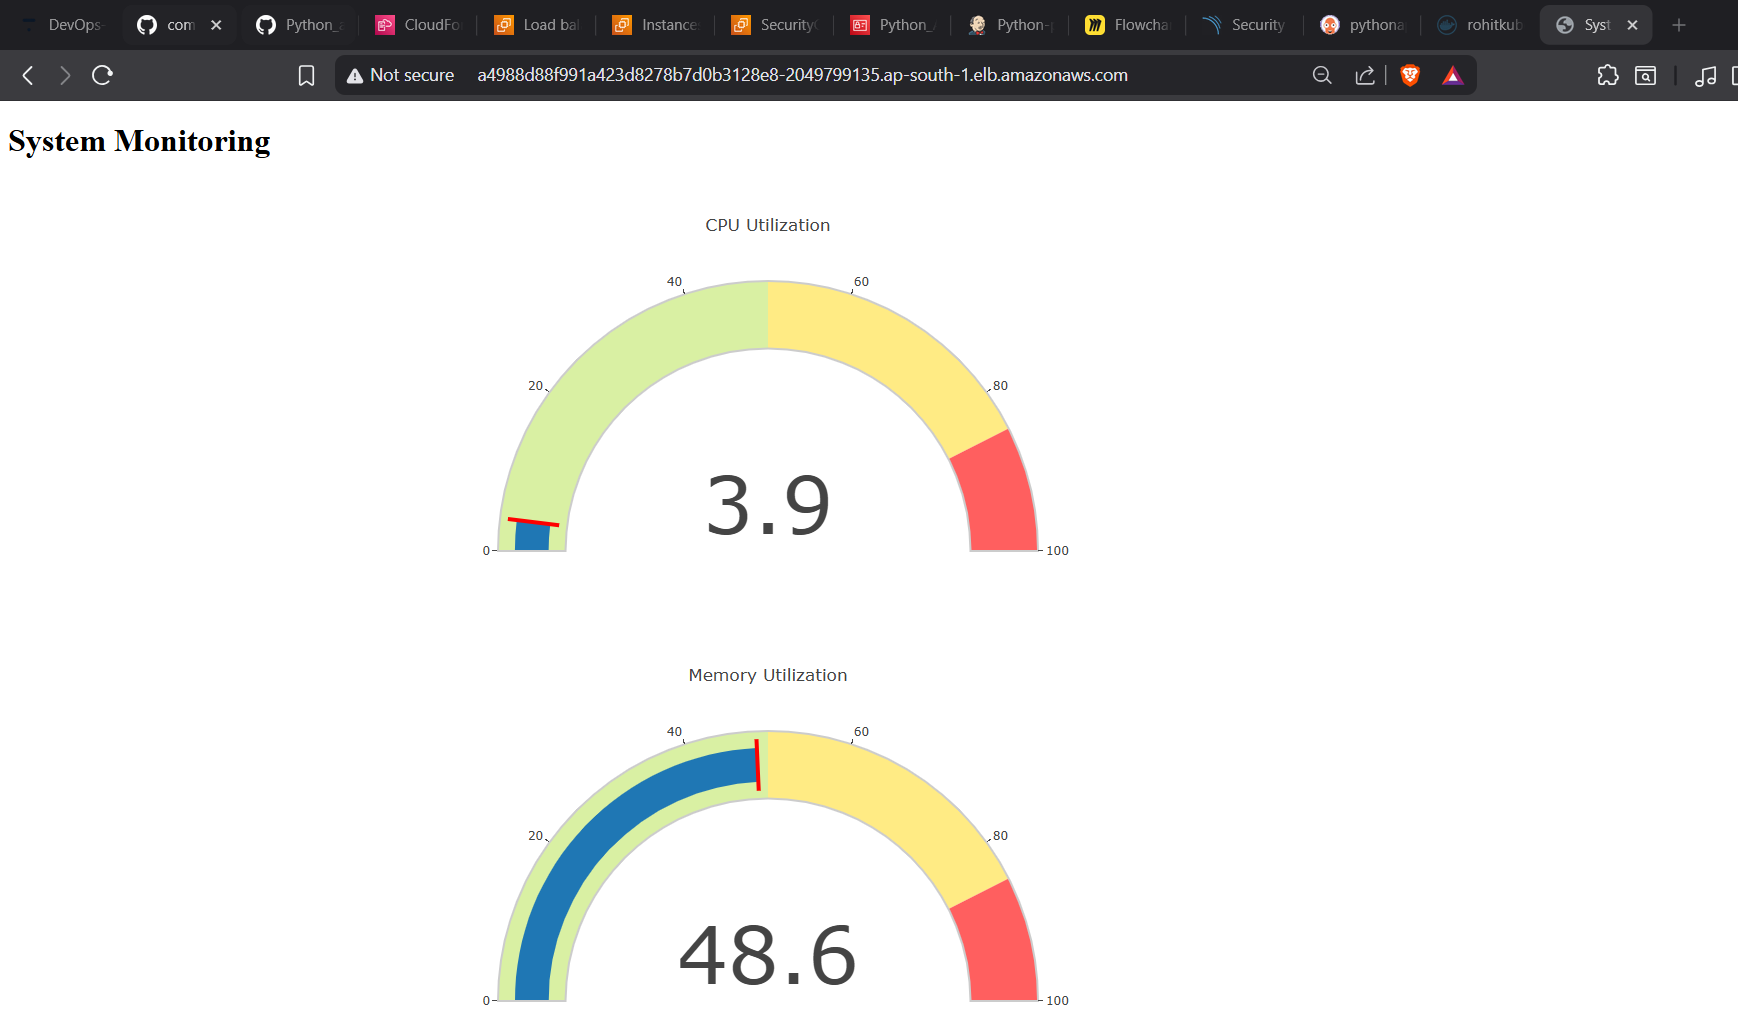 DevOps- com Python_a CloudFo Load bal Instance Security Python_ Python- Flowcha Security pythona rohitkub Syst
Not secure a4988d88f991a423d8278b7d0b3128e8-2049799135.ap-south-1.elb.amazonaws.com
System Monitoring
CPU Utilization
40 60
20 80
3.9
0 100
Memory Utilization
40 60
20 80
48.6
0 100